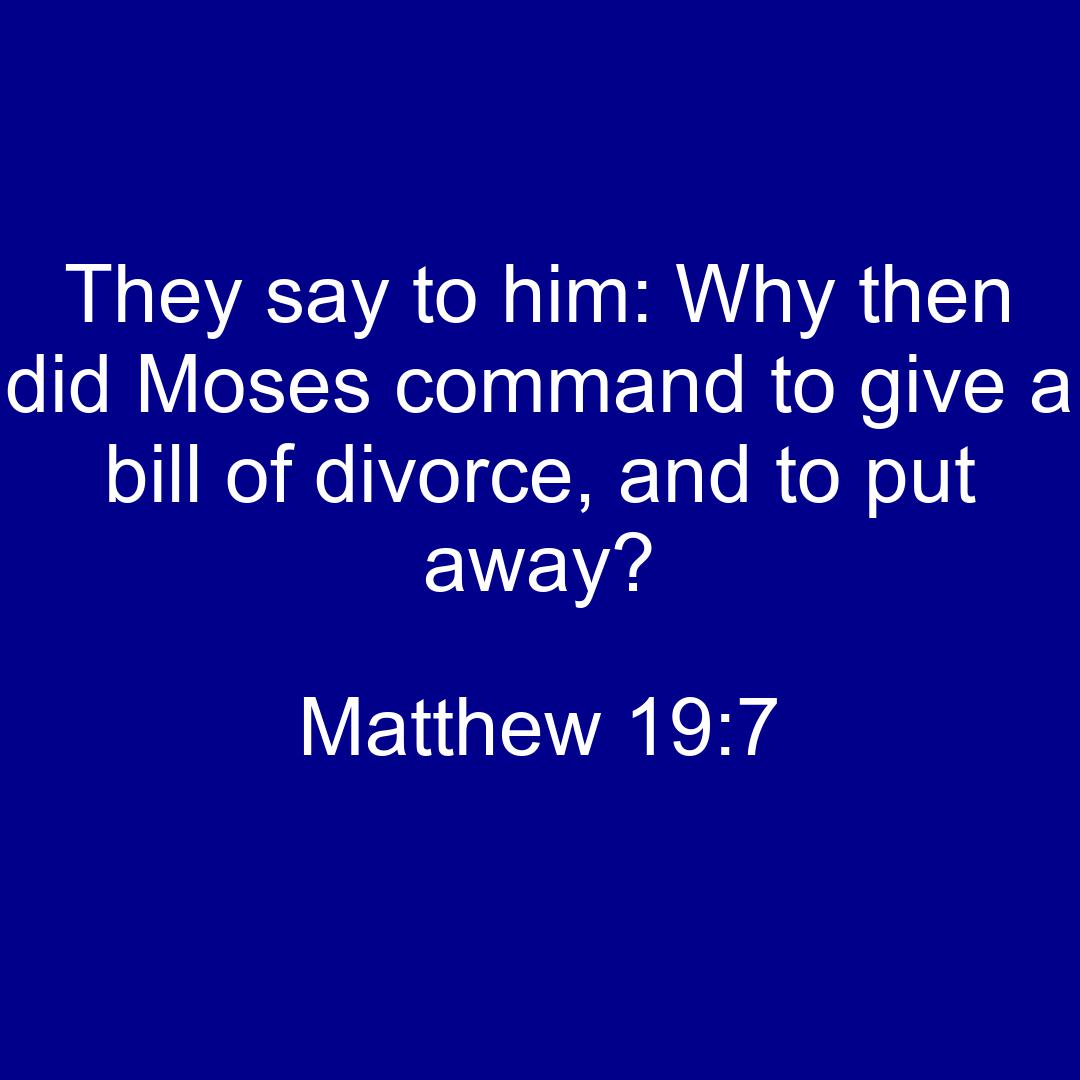 They say to him: Why then
did Moses command to give a
bill of divorce, and to put
away?
Matthew 19:7